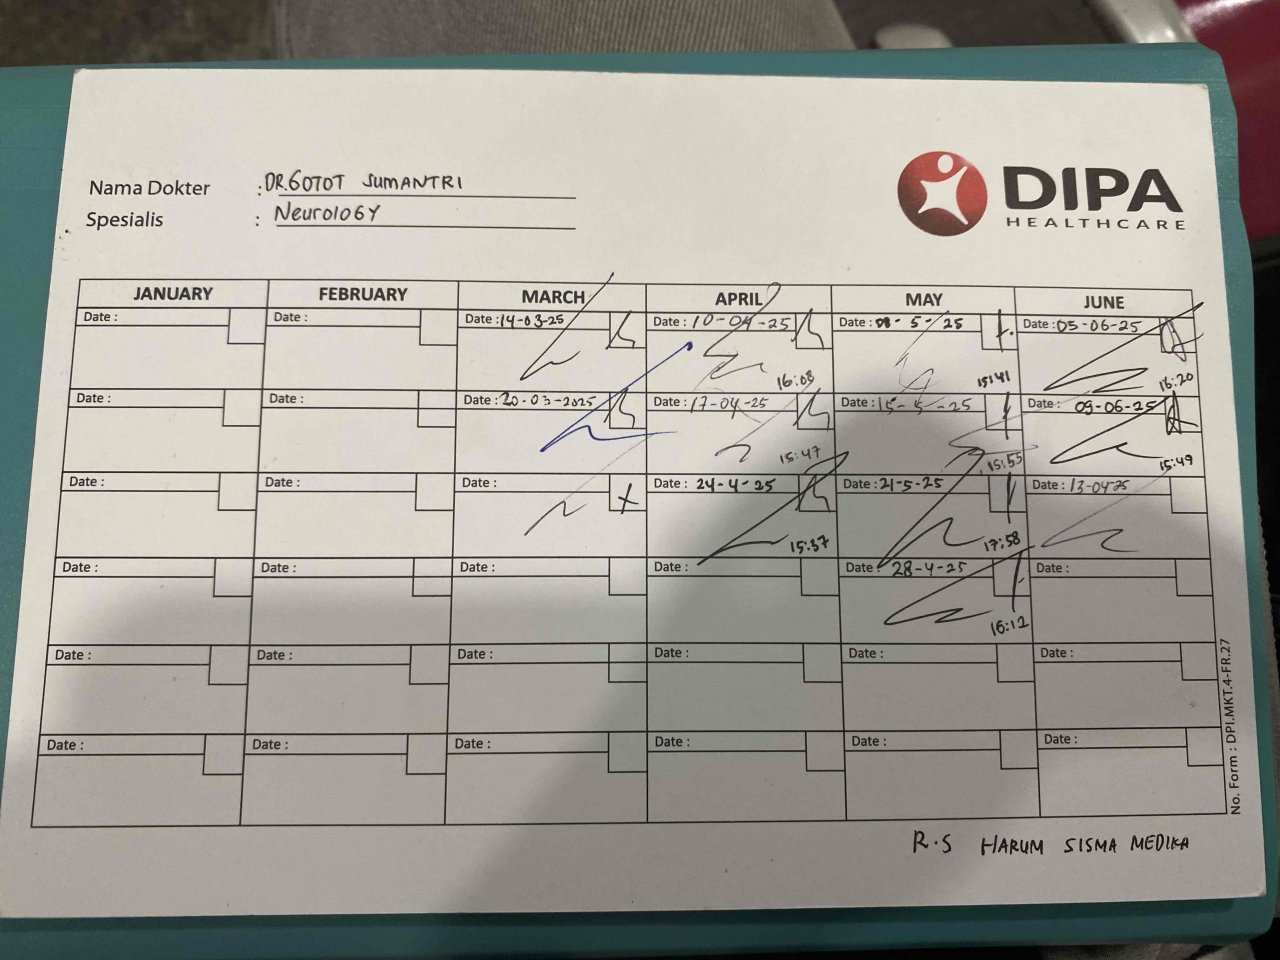 Nama Dokter : DR.GOTOT SUMANTRI
Spesialis : NeuroloGY
DIPA
HEALTHCARE
JANUARY FEBRUARY MARCH APRIL MAY JUNE
Date : Date : Date : 14-03-25 Date : 10-04-25 Date : 08-5-25 Date : 05-06-25
16:08 15:41 16:20
Date : Date : Date : 20-03-2025 Date : 17-04-25 Date : 15-5-25 Date : 09-06-25
15:47 15:55 15:49
Date : Date : Date : Date : 24-4-25 Date : 21-5-25 Date : 13-04-25
15:37 17:58
Date : Date : Date : Date : Date : 28-4-25 Date :
16:12
Date : Date : Date : Date : Date : Date :
Date : Date : Date : Date : Date : Date :
No. Form : DPI.MKT.4-FR.27
R.S HARUM SISMA MEDIKA